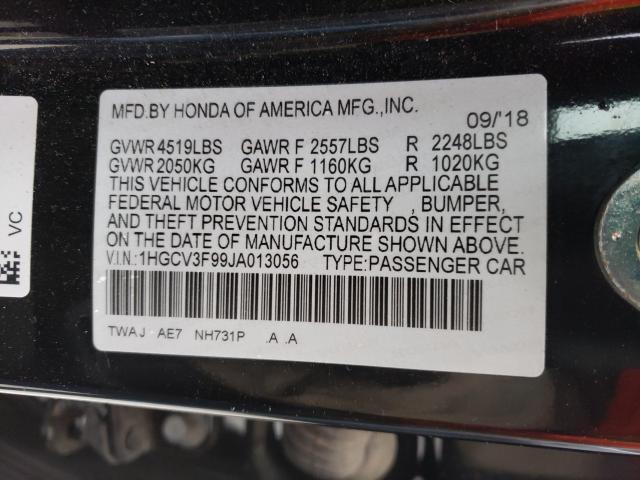 MFD.BY HONDA OF AMERICA MFG.,INC. 09/'18
GVWR 4519LBS GAWR F 2557LBS R 2248LBS
GVWR 2050KG GAWR F 1160KG R 1020KG
THIS VEHICLE CONFORMS TO ALL APPLICABLE
FEDERAL MOTOR VEHICLE SAFETY , BUMPER,
AND THEFT PREVENTION STANDARDS IN EFFECT
ON THE DATE OF MANUFACTURE SHOWN ABOVE.
V.I.N.:1HGCV3F99JA013056 TYPE:PASSENGER CAR
TWAJ AE7 NH731P .A .A
VC